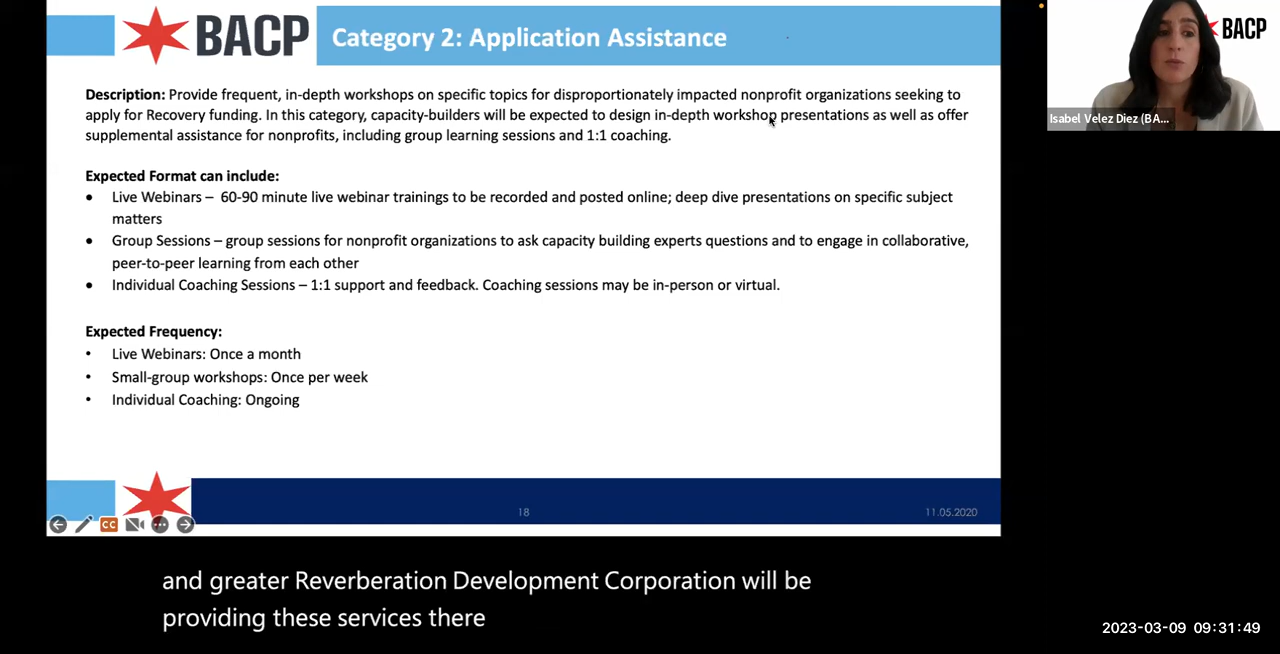 BACP
Category 2: Application Assistance
Description: Provide frequent, in-depth workshops on specific topics for disproportionately impacted nonprofit organizations seeking to
apply for Recovery funding. In this category, capacity-builders will be expected to design in-depth workshop presentations as well as offer
supplemental assistance for nonprofits, including group learning sessions and 1:1 coaching.
Expected Format can include:
• Live Webinars – 60-90 minute live webinar trainings to be recorded and posted online; deep dive presentations on specific subject
matters
• Group Sessions – group sessions for nonprofit organizations to ask capacity building experts questions and to engage in collaborative,
peer-to-peer learning from each other
• Individual Coaching Sessions – 1:1 support and feedback. Coaching sessions may be in-person or virtual.
Expected Frequency:
• Live Webinars: Once a month
• Small-group workshops: Once per week
• Individual Coaching: Ongoing
18
11.05.2020
CC
BACP
Isabel Velez Diez (BA...
and greater Reverberation Development Corporation will be
providing these services there
2023-03-09 09:31:49